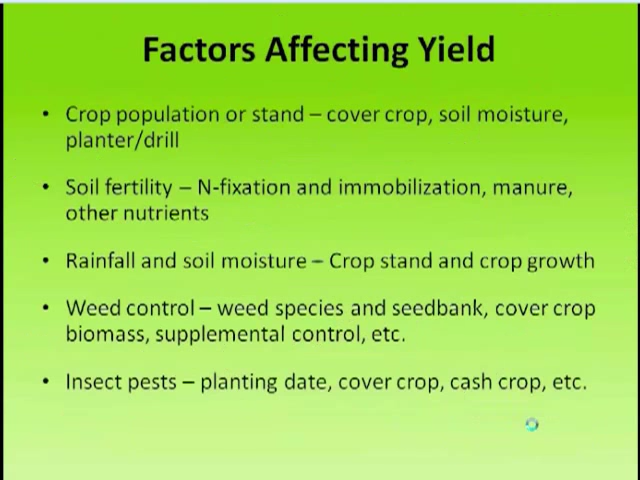 Factors Affecting Yield
• Crop population or stand – cover crop, soil moisture,
planter/drill
• Soil fertility – N-fixation and immobilization, manure,
other nutrients
• Rainfall and soil moisture – Crop stand and crop growth
• Weed control – weed species and seedbank, cover crop
biomass, supplemental control, etc.
• Insect pests – planting date, cover crop, cash crop, etc.